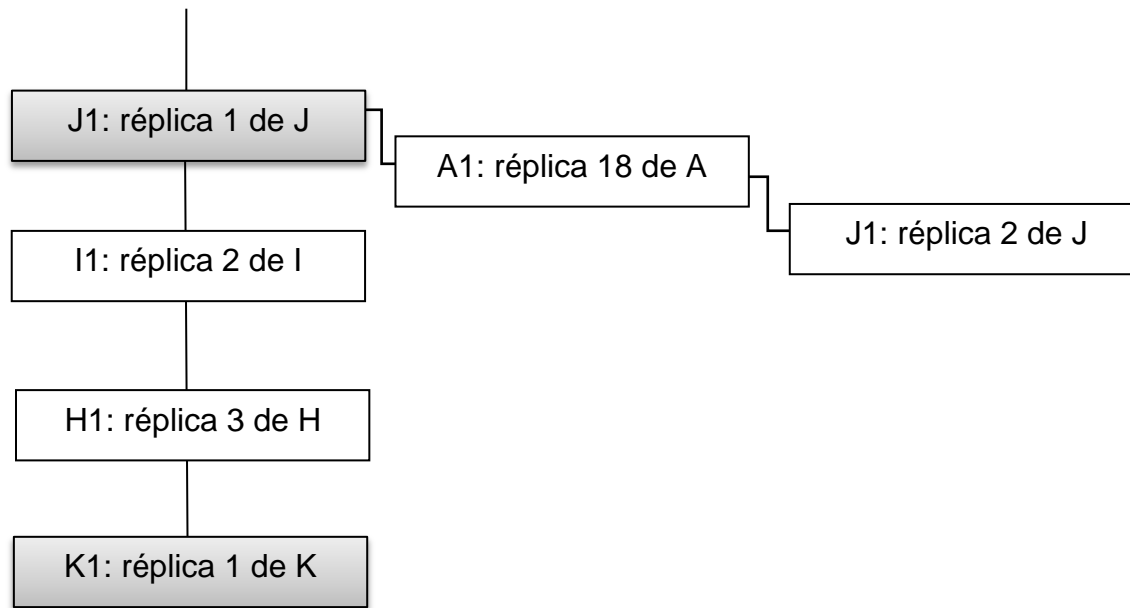 J1: réplica 1 de J
A1: réplica 18 de A
J1: réplica 2 de J
I1: réplica 2 de I
H1: réplica 3 de H
K1: réplica 1 de K